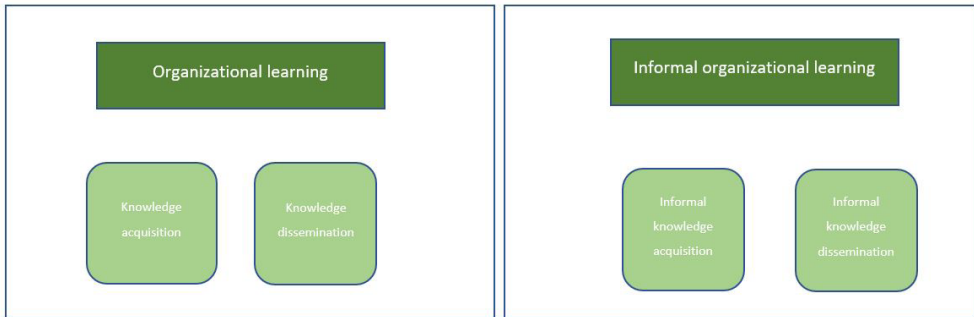 Organizational learning
Knowledge
acquisition
Knowledge
dissemination
Informal organizational learning
Informal
knowledge
acquisition
Informal
knowledge
dissemination